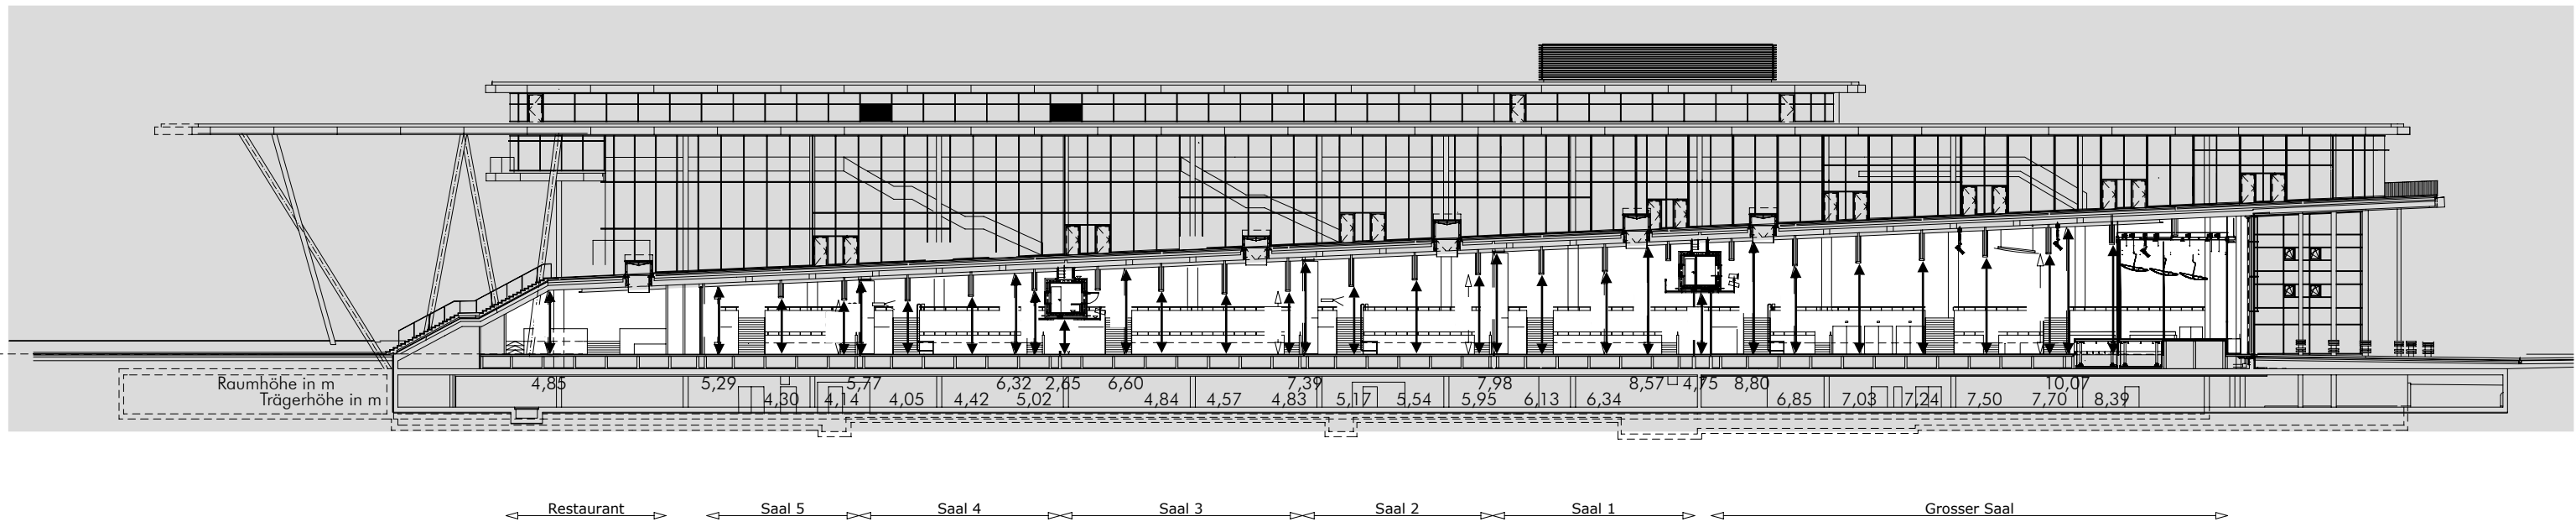 Raumhöhe in m 4,85 5,29 5,77 6,32 2,65 6,60 7,39 7,98 8,57 4,75 8,80 10,07
Trägerhöhe in m 4,30 4,14 4,05 4,42 5,02 4,84 4,57 4,83 5,17 5,54 5,95 6,13 6,34 6,85 7,03 7,24 7,50 7,70 8,39
Restaurant Saal 5 Saal 4 Saal 3 Saal 2 Saal 1 Grosser Saal